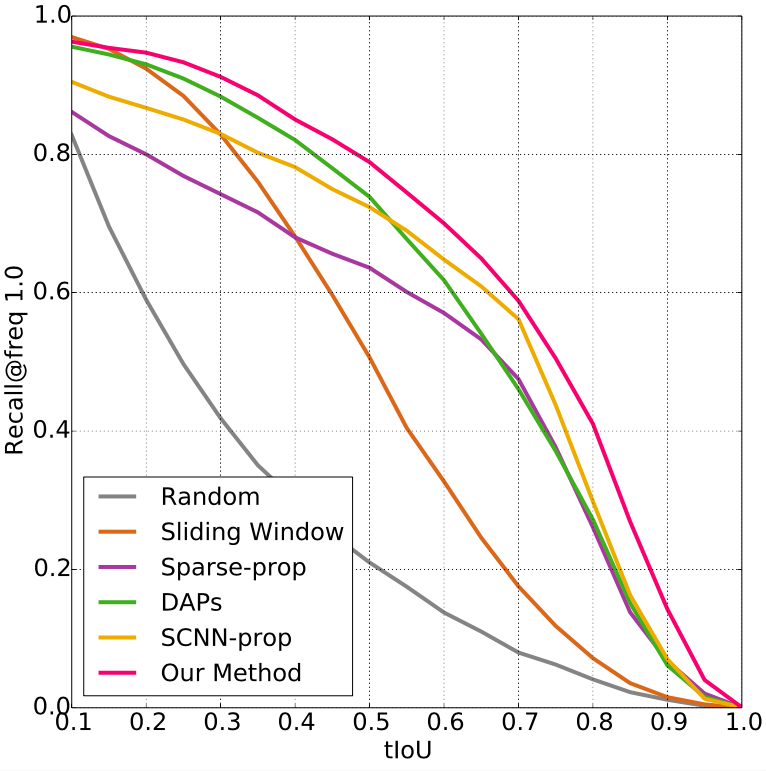 1.0
0.8
0.6
0.4
0.2
0.0
Recall@freq 1.0
Random
Sliding Window
Sparse-prop
DAPs
SCNN-prop
Our Method
0.1 0.2 0.3 0.4 0.5 0.6 0.7 0.8 0.9 1.0
tIoU